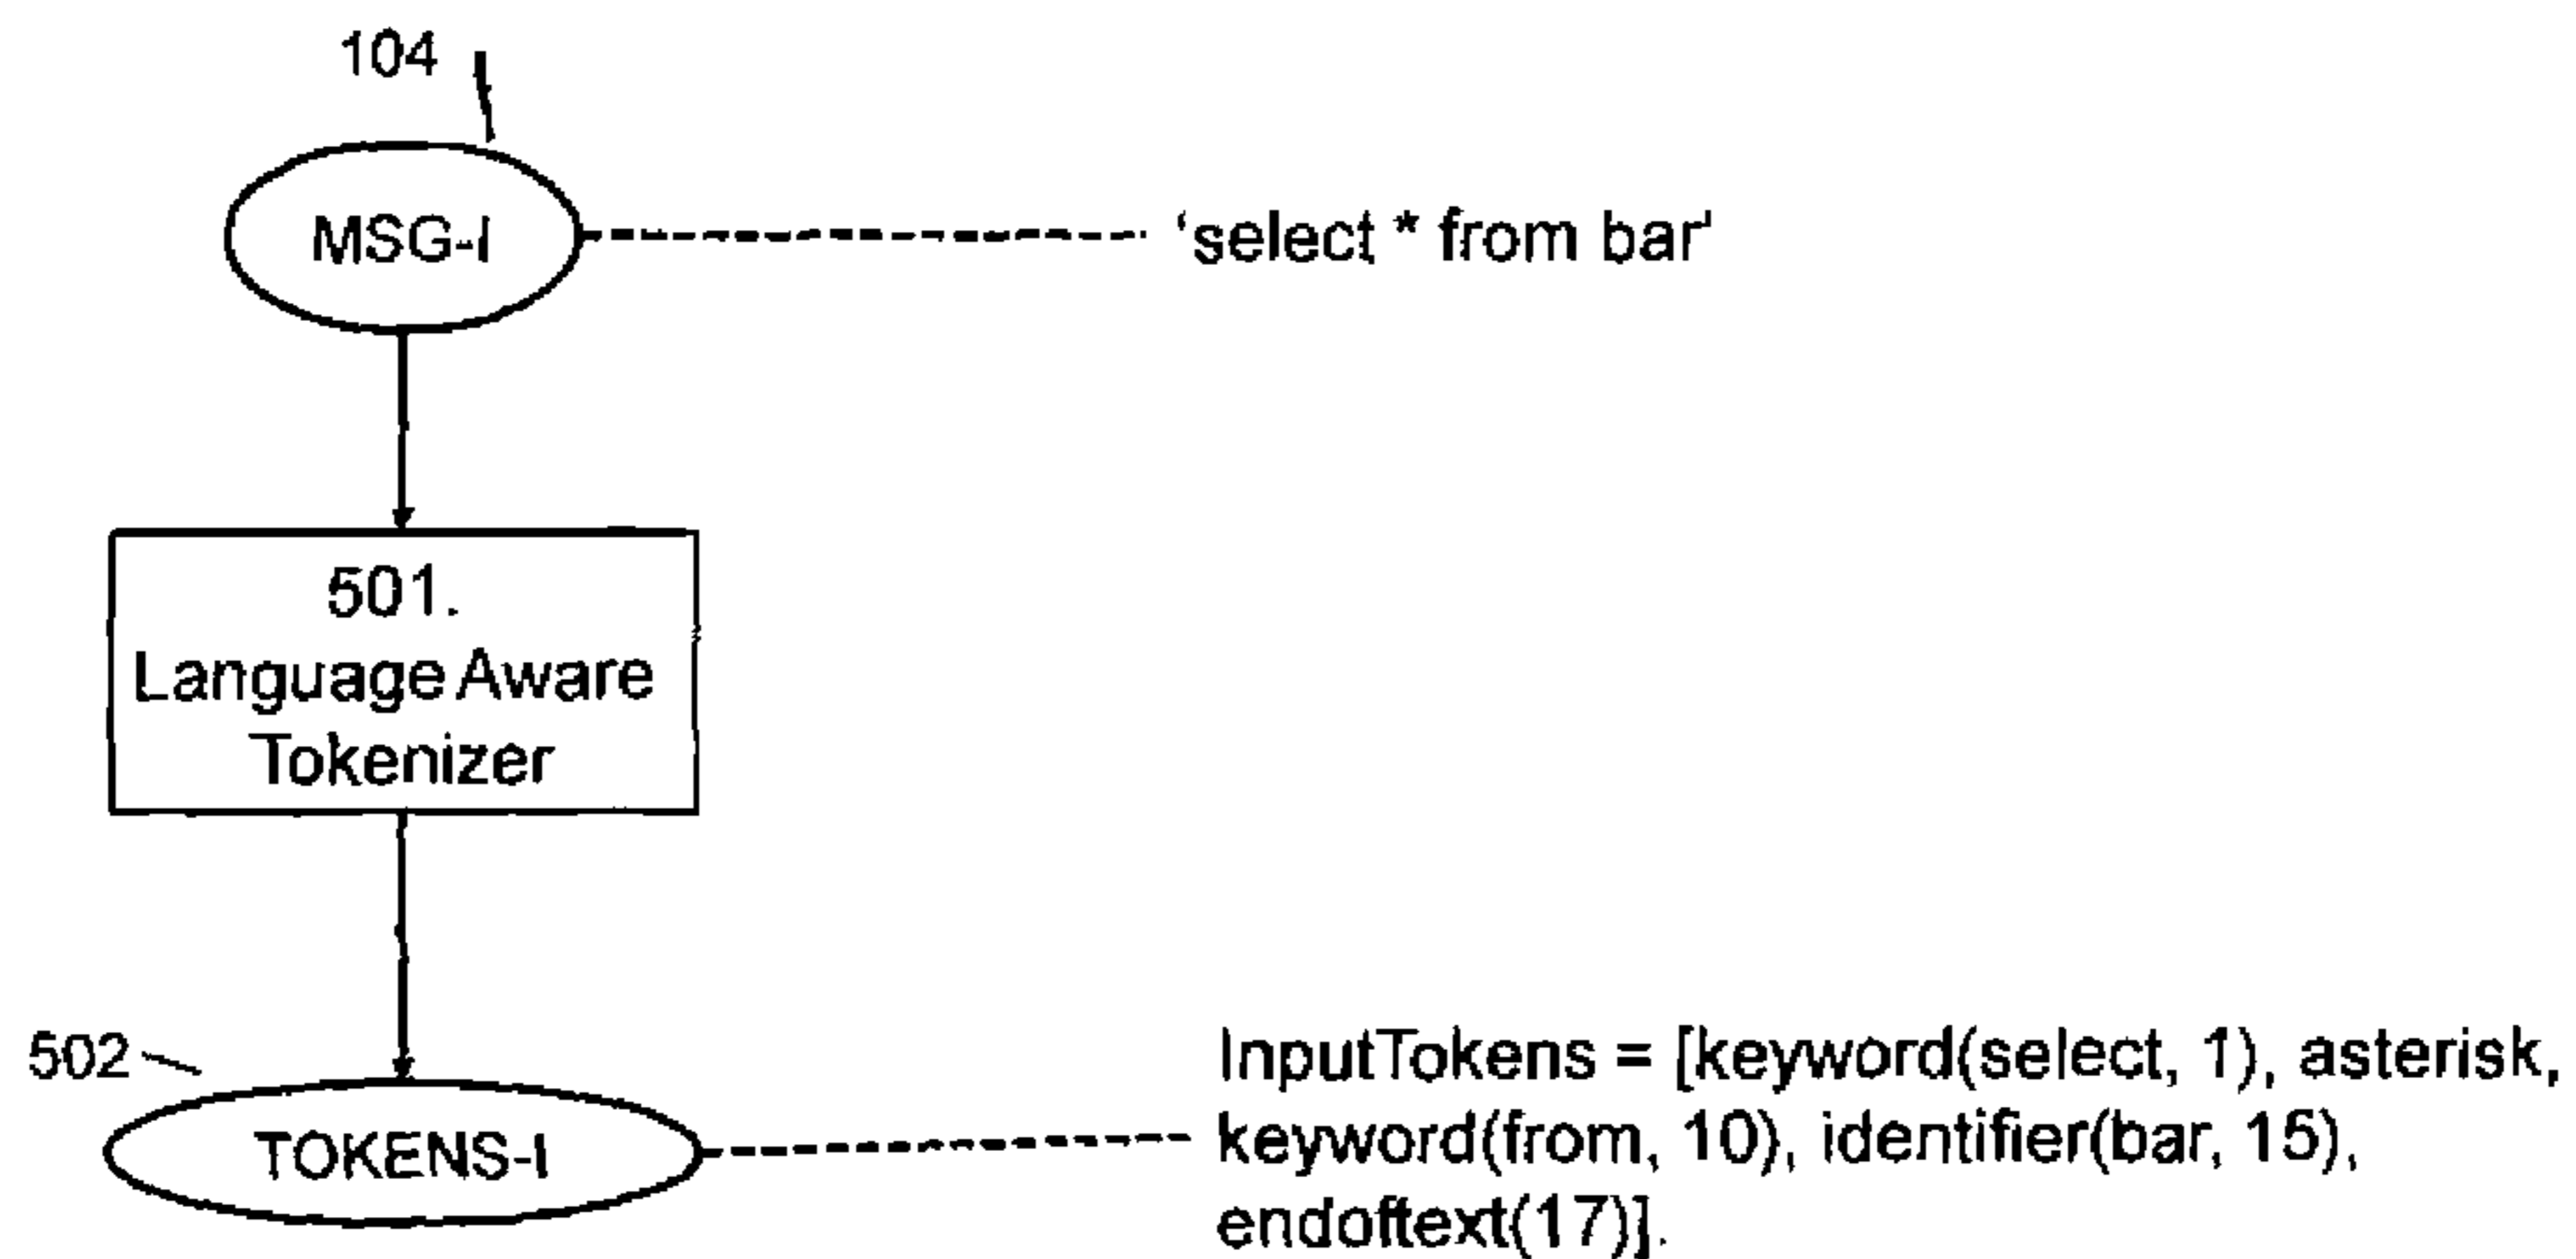 104
MSG-I
‘select * from bar'
501.
Language Aware
Tokenizer
502
TOKENS-I
InputTokens = [keyword(select, 1), asterisk,
keyword(from, 10), identifier(bar, 15),
endoftext(17)].